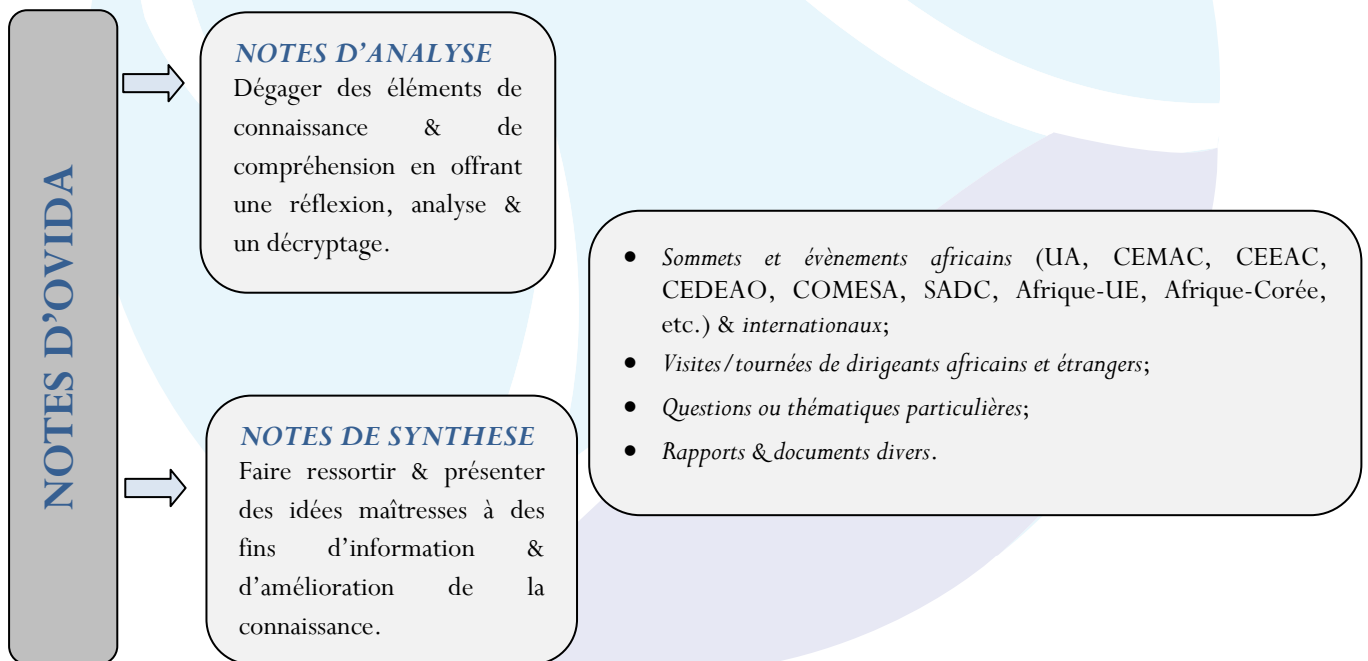 NOTES D’OVIDA
NOTES D’ANALYSE
Dégager des éléments de
connaissance & de
compréhension en offrant
une réflexion, analyse &
un décryptage.
NOTES DE SYNTHESE
Faire ressortir & présenter
des idées maîtresses à des
fins d’information &
d’amélioration de la
connaissance.
• Sommets et évènements africains (UA, CEMAC, CEEAC,
CEDEAO, COMESA, SADC, Afrique-UE, Afrique-Corée,
etc.) & internationaux;
• Visites/tournées de dirigeants africains et étrangers;
• Questions ou thématiques particulières;
• Rapports & documents divers.